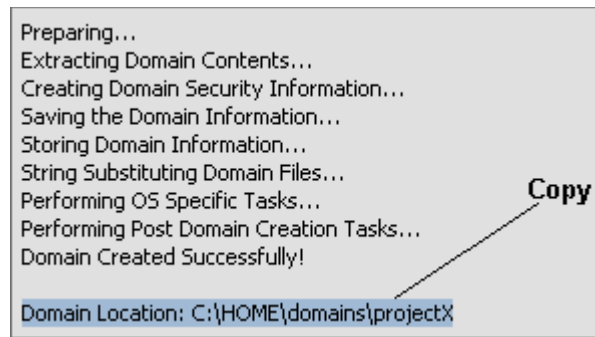 Preparing...
Extracting Domain Contents...
Creating Domain Security Information...
Saving the Domain Information...
Storing Domain Information...
String Substituting Domain Files...
Performing OS Specific Tasks...
Copy
Performing Post Domain Creation Tasks...
Domain Created Successfully!
Domain Location: C:\HOME\domains\projectX